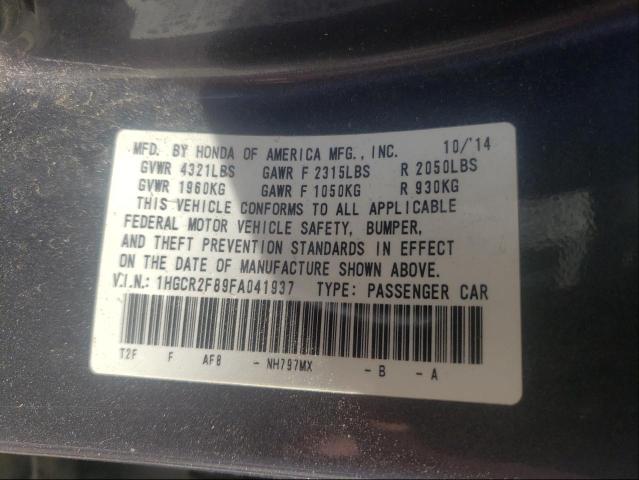 MFD. BY HONDA OF AMERICA MFG., INC. 10/'14
GVWR 4321LBS GAWR F 2315LBS R 2050LBS
GVWR 1960KG GAWR F 1050KG R 930KG
THIS VEHICLE CONFORMS TO ALL APPLICABLE
FEDERAL MOTOR VEHICLE SAFETY, BUMPER,
AND THEFT PREVENTION STANDARDS IN EFFECT
ON THE DATE OF MANUFACTURE SHOWN ABOVE.
V.I.N.: 1HGCR2F89FA041937 TYPE: PASSENGER CAR
T2F F AF8 - NH797MX - B - A